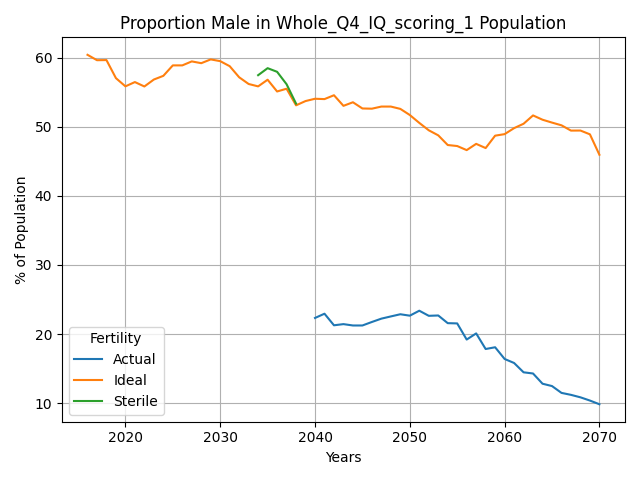 Proportion Male in Whole_Q4_IQ_scoring_1 Population
% of Population
60
50
40
30
20
10
Fertility
Actual
Ideal
Sterile
2020
2030
2040
2050
2060
2070
Years